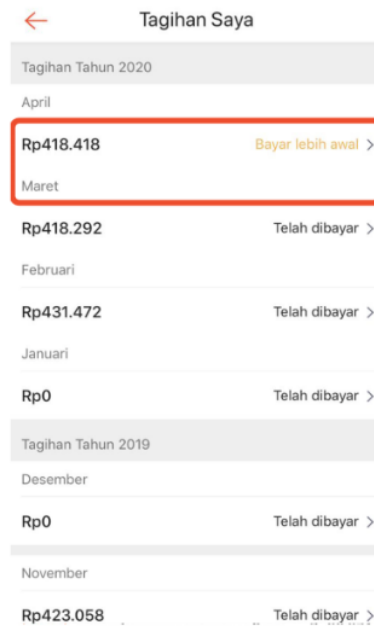 Tagihan Saya
Tagihan Tahun 2020
April
Rp418.418 Bayar lebih awal
Maret
Rp418.292 Telah dibayar
Februari
Rp431.472 Telah dibayar
Januari
Rp0 Telah dibayar
Tagihan Tahun 2019
Desember
Rp0 Telah dibayar
November
Rp423.058 Telah dibayar